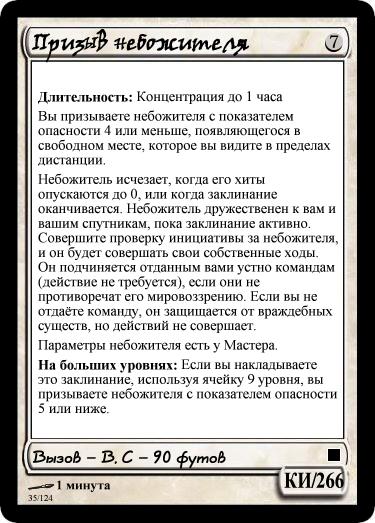 Призыв небожителя
7
Длительность: Концентрация до 1 часа
Вы призываете небожителя с показателем
опасности 4 или меньше, появляющегося в
свободном месте, которое вы видите в пределах
дистанции.
Небожитель исчезает, когда его хиты
опускаются до 0, или когда заклинание
оканчивается. Небожитель дружественен к вам и
вашим спутникам, пока заклинание активно.
Совершите проверку инициативы за небожителя,
и он будет совершать свои собственные ходы.
Он подчиняется отданным вами устно командам
(действие не требуется), если они не
противоречат его мировоззрению. Если вы не
отдаёте команду, он защищается от враждебных
существ, но действий не совершает.
Параметры небожителя есть у Мастера.
На больших уровнях: Если вы накладываете
это заклинание, используя ячейку 9 уровня, вы
призываете небожителя с показателем опасности
5 или ниже.
Вызов – В, С – 90 футов
1 минута
КИ/266
35/124